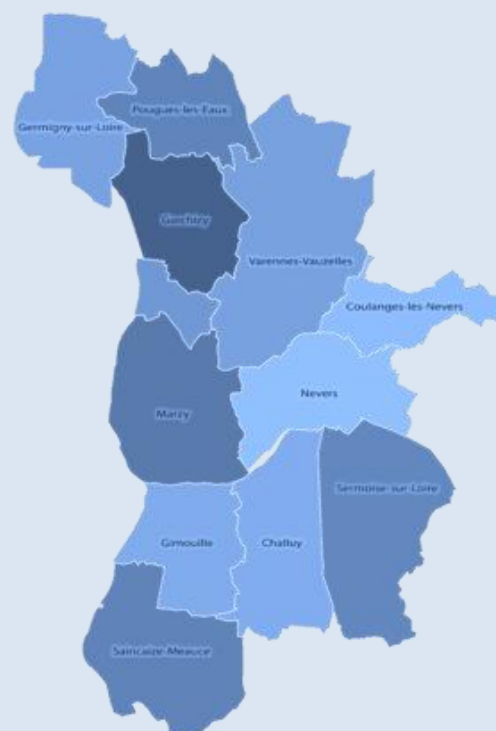 Pougues-les-Eaux
Germigny-sur-Loire
Garchizy
Varennes-Vauzelles
Coulanges-lès-Nevers
Nevers
Marzy
Sermoise-sur-Loire
Gimouille
Challuy
Saincaize-Meauce